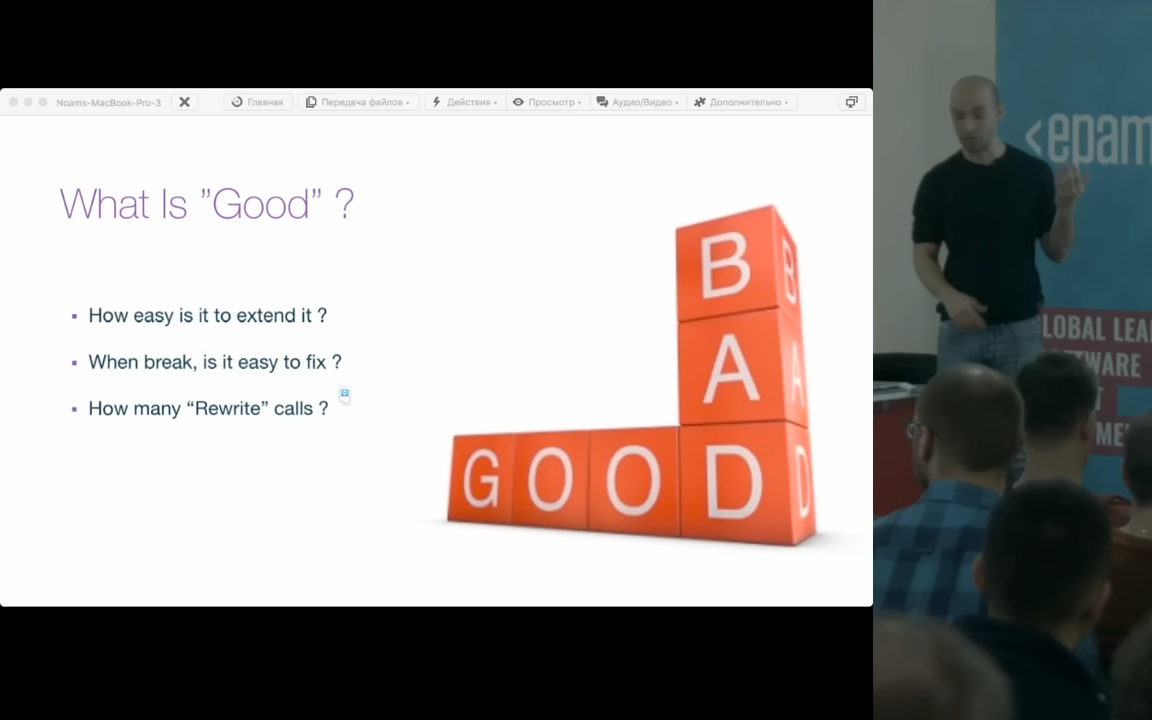 Noams-MacBook-Pro-3
Главная
Передача файлов
Действия
Просмотр
Аудио/Видео
Дополнительно
What Is ”Good” ?
How easy is it to extend it ?
When break, is it easy to fix ?
How many “Rewrite” calls ?
B B
A A
GOOD D
<epam
LOBAL LEA
TWARE
T
MEN